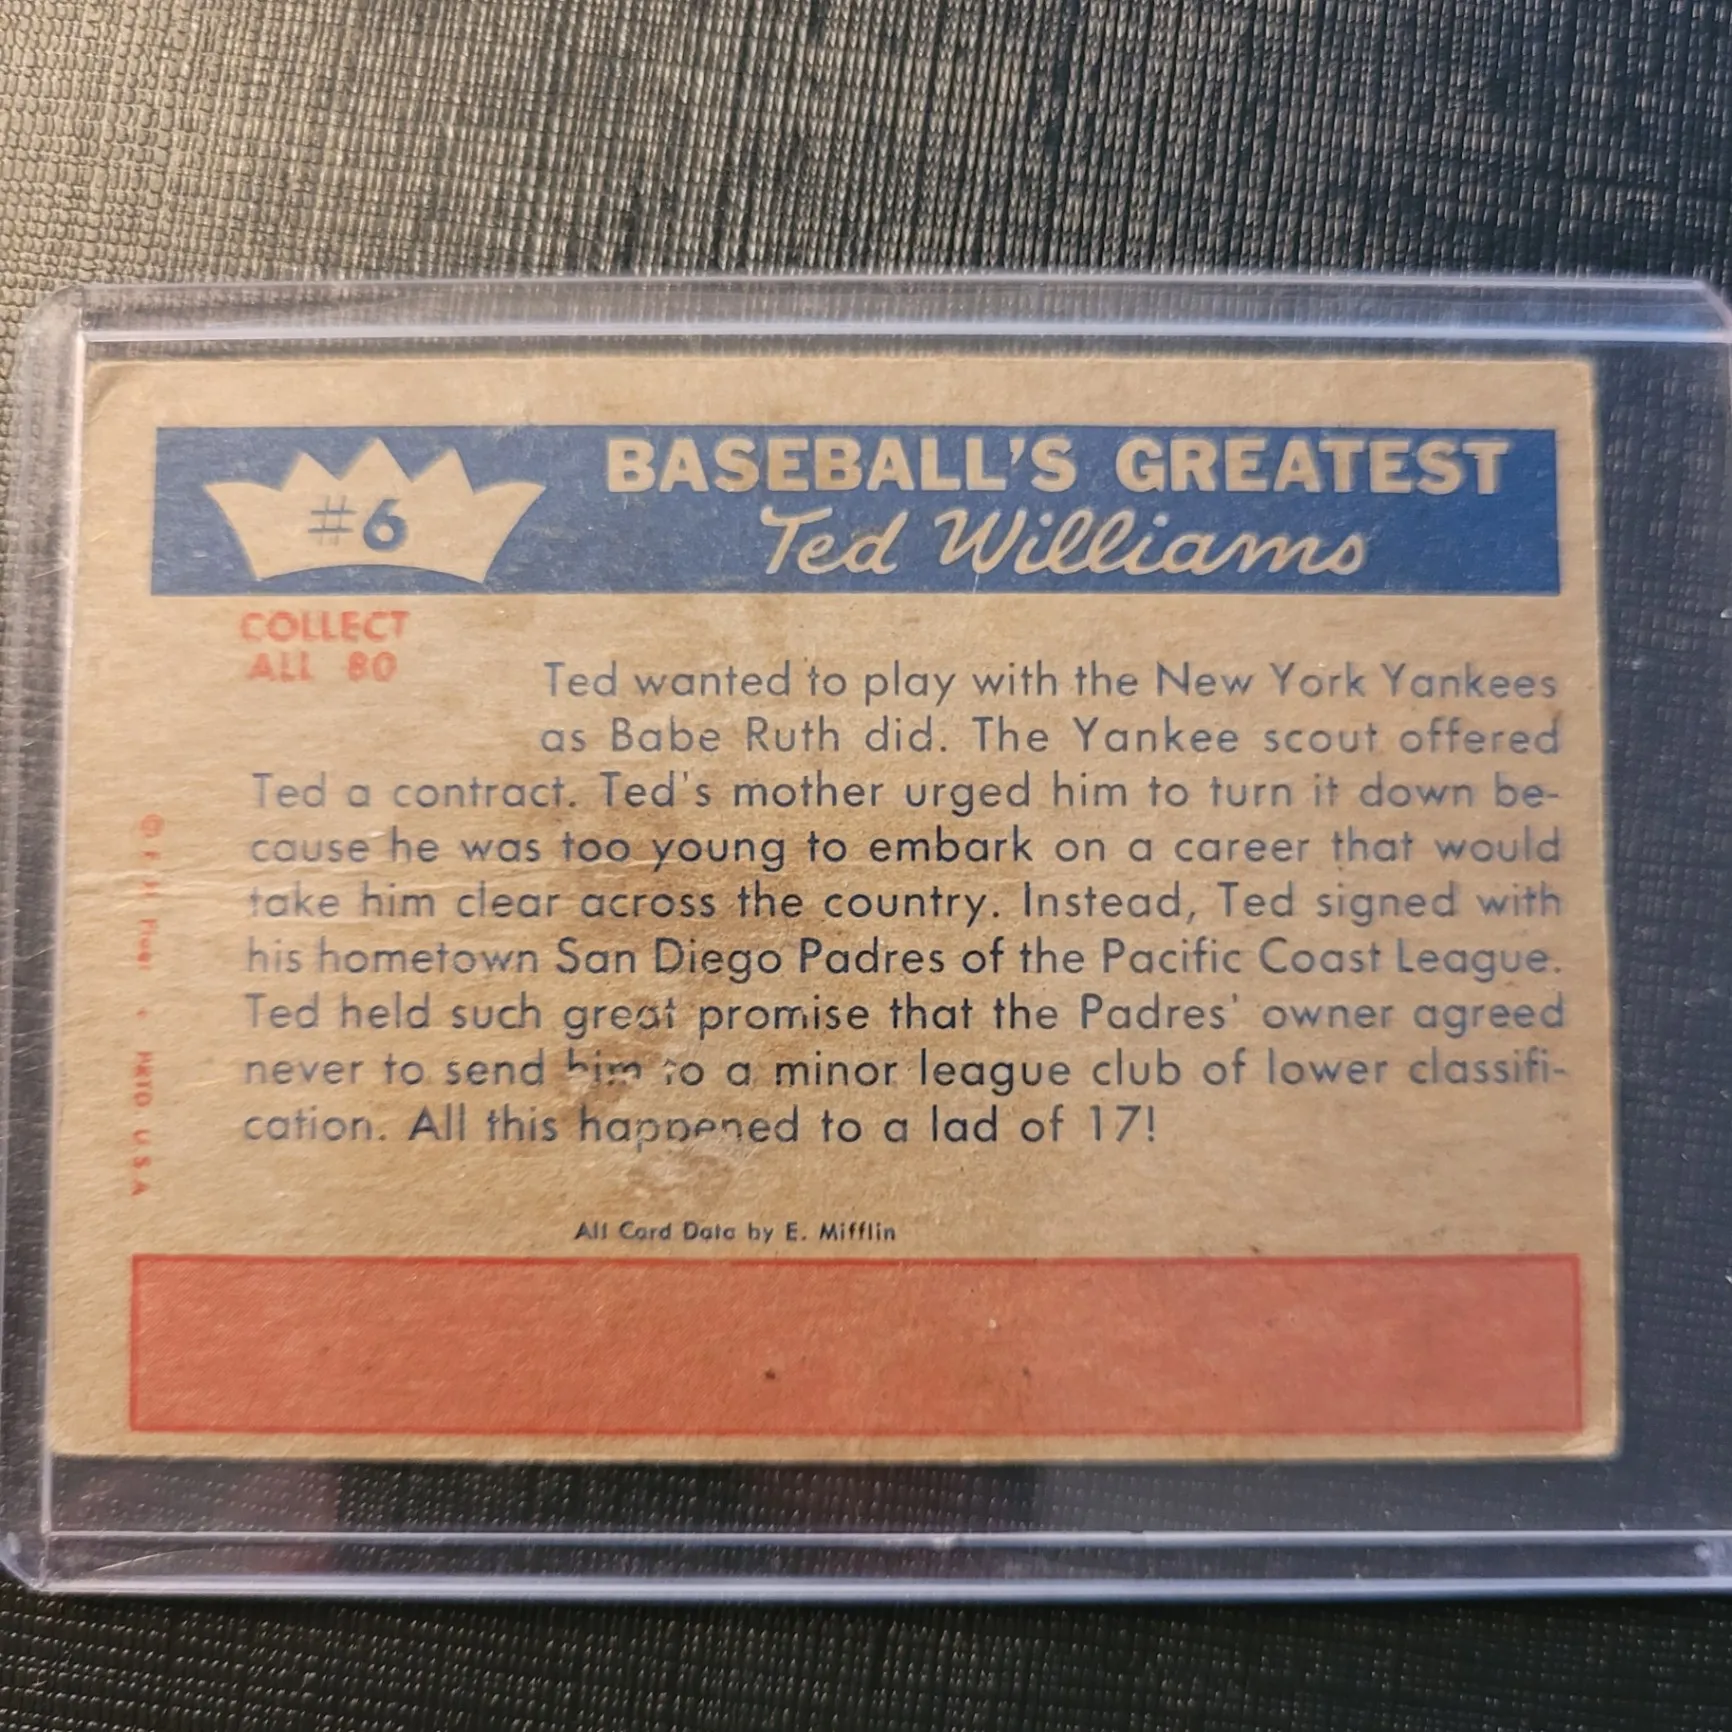 #6
BASEBALL'S GREATEST
Ted Williams
COLLECT
ALL 80
Ted wanted to play with the New York Yankees
as Babe Ruth did. The Yankee scout offered
Ted a contract. Ted's mother urged him to turn it down be-
cause he was too young to embark on a career that would
take him clear across the country. Instead, Ted signed with
his hometown San Diego Padres of the Pacific Coast League.
Ted held such great promise that the Padres' owner agreed
never to send him to a minor league club of lower classifi-
cation. All this happened to a lad of 17!
All Card Data by E. Mifflin
© F. H. Fleer • PRTD U.S.A